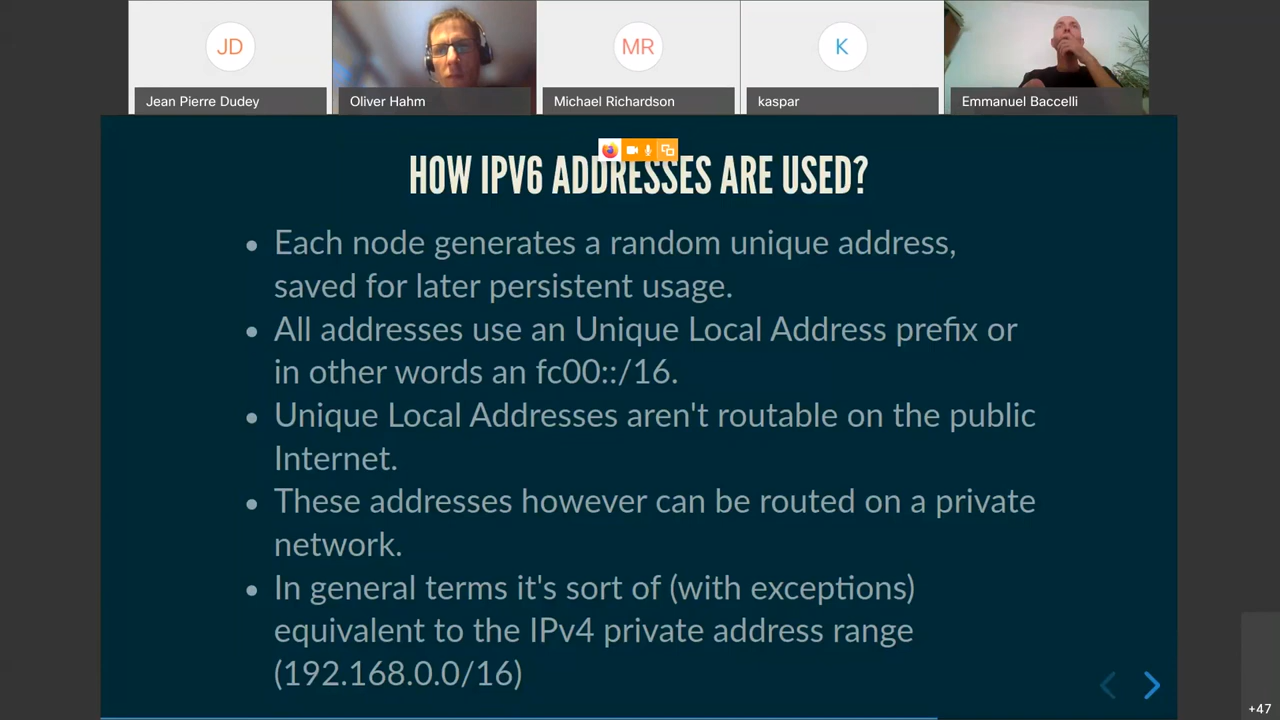 JD
MR
K
Jean Pierre Dudey
Oliver Hahm
Michael Richardson
kaspar
Emmanuel Baccelli
HOW IPV6 ADDRESSES ARE USED?
• Each node generates a random unique address,
saved for later persistent usage.
• All addresses use an Unique Local Address prefix or
in other words an fc00::/16.
• Unique Local Addresses aren't routable on the public
Internet.
• These addresses however can be routed on a private
network.
• In general terms it's sort of (with exceptions)
equivalent to the IPv4 private address range
(192.168.0.0/16)
+47